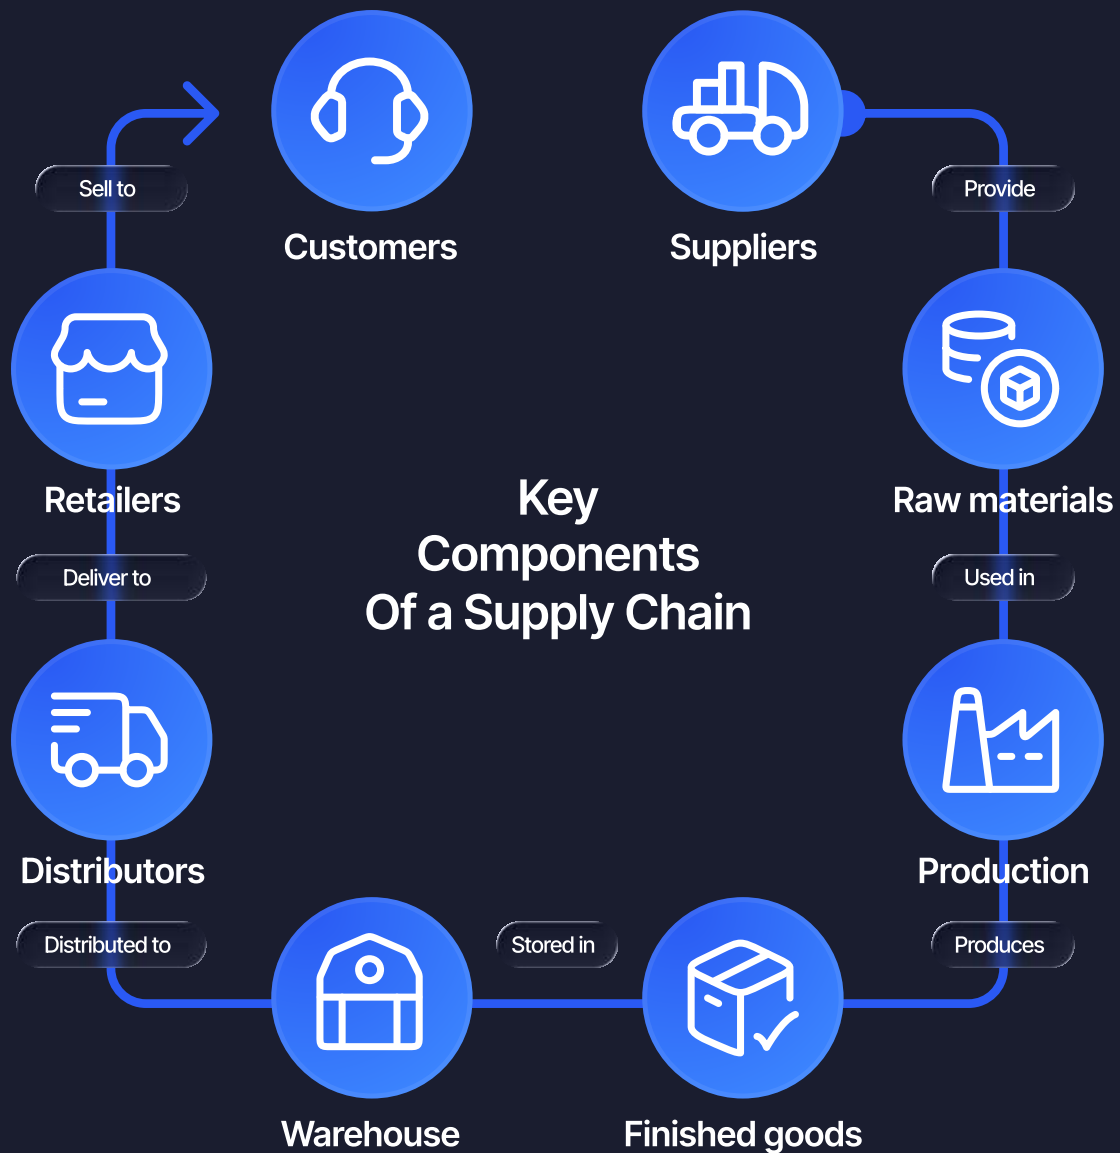 Customers
Suppliers
Sell to
Provide
Retailers
Raw materials
Key
Components
Of a Supply Chain
Deliver to
Used in
Distributors
Production
Distributed to
Stored in
Produces
Warehouse
Finished goods